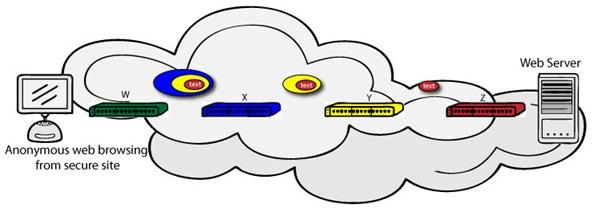 Web Server
W
text
X
text
Y
text
Z
Anonymous web browsing
from secure site